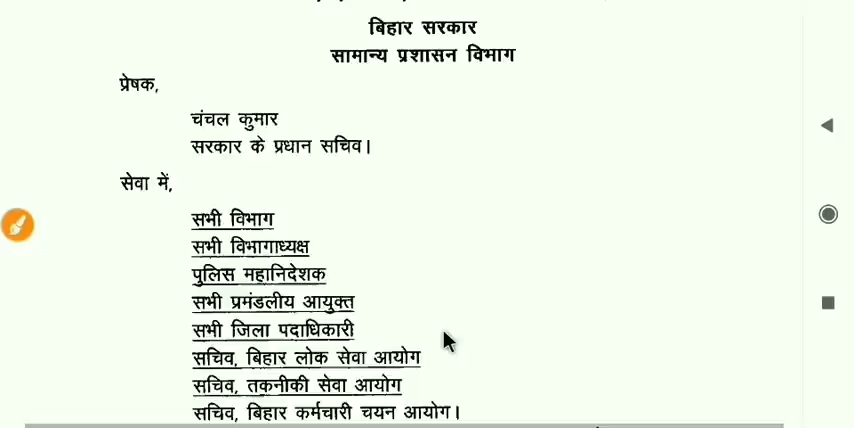 बिहार सरकार
सामान्य प्रशासन विभाग
प्रेषक,
चंचल कुमार
सरकार के प्रधान सचिव।
सेवा में,
सभी विभाग
सभी विभागाध्यक्ष
पुलिस महानिदेशक
सभी प्रमंडलीय आयुक्त
सभी जिला पदाधिकारी
सचिव, बिहार लोक सेवा आयोग
सचिव, तकनीकी सेवा आयोग
सचिव, बिहार कर्मचारी चयन आयोग।